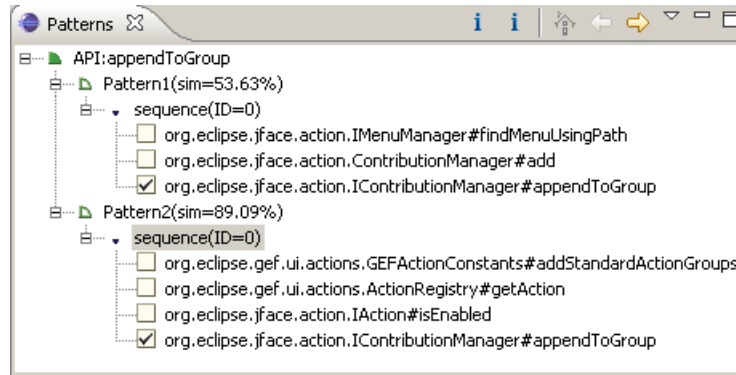 Patterns
API:appendToGroup
Pattern1(sim=53.63%)
sequence(ID=0)
org.eclipse.jface.action.IMenuManager#findMenuUsingPath
org.eclipse.jface.action.ContributionManager#add
org.eclipse.jface.action.IContributionManager#appendToGroup
Pattern2(sim=89.09%)
sequence(ID=0)
org.eclipse.gef.ui.actions.GEFActionConstants#addStandardActionGroups
org.eclipse.gef.ui.actions.ActionRegistry#getAction
org.eclipse.jface.action.IAction#isEnabled
org.eclipse.jface.action.IContributionManager#appendToGroup